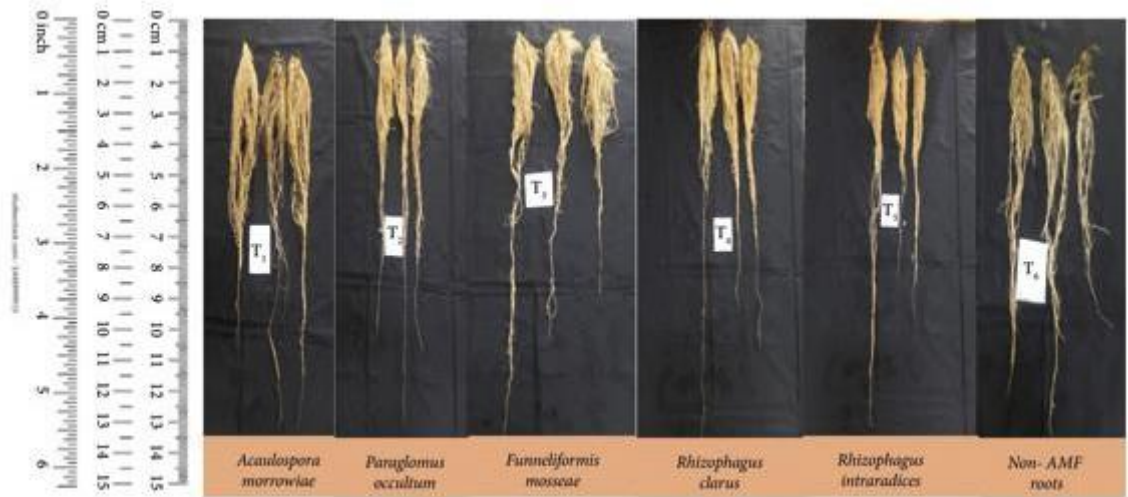 0 inch
1
2
3
4
5
6
0 cm
1
2
3
4
5
6
7
8
9
10
11
12
13
14
15
0 cm
1
2
3
4
5
6
7
8
9
10
11
12
13
14
15
T1
T2
T3
T4
T5
T6
Acaulospora
morrowiae
Paraglomus
occultum
Funneliformis
mosseae
Rhizophagus
clarus
Rhizophagus
intraradices
Non- AMF
roots